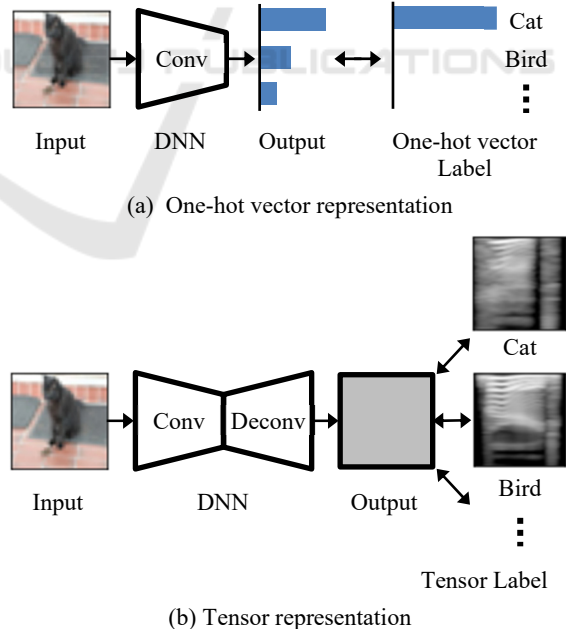 Cat
Conv
Bird
PUBLICATIONS
Input DNN Output One-hot vector
Label
(a) One-hot vector representation
Cat
Conv Deconv
Bird
Input DNN Output
Tensor Label
(b) Tensor representation